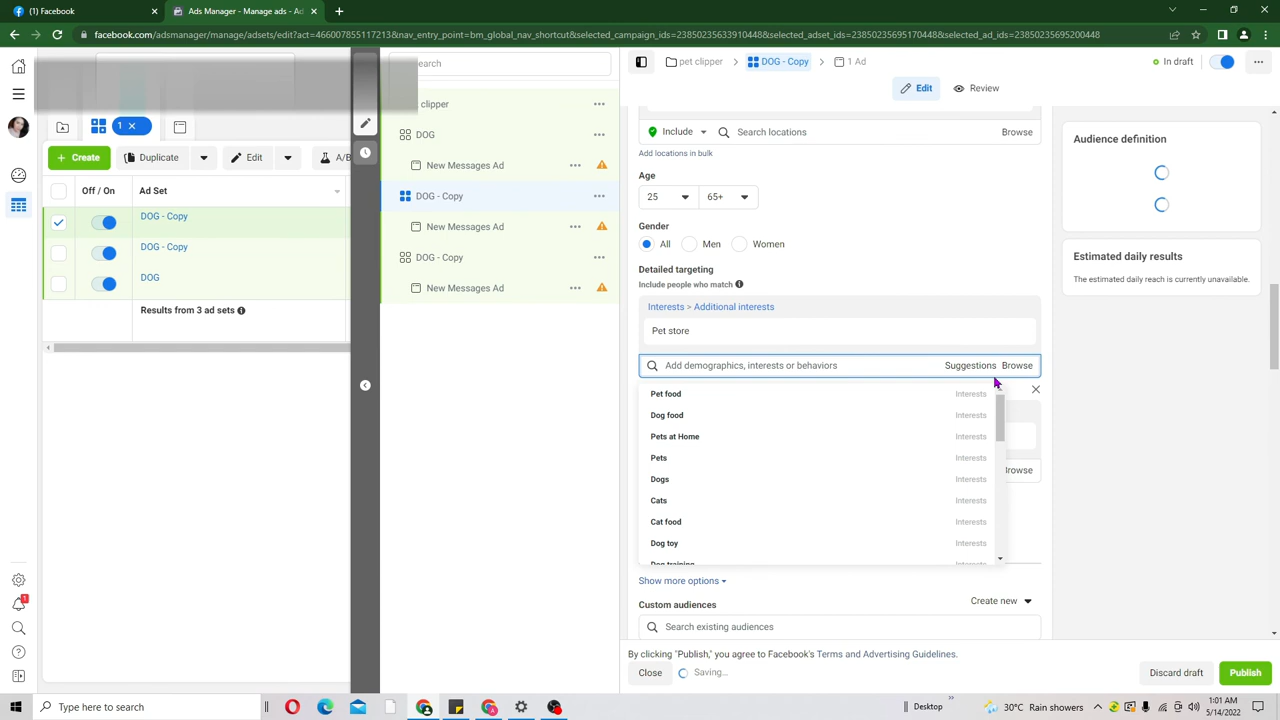 (1) Facebook
Ads Manager - Manage ads - Ad
facebook.com/adsmanager/manage/adsets/edit?act=466007855117213&nav_entry_point=bm_global_nav_shortcut&selected_campaign_ids=23850235633910448&selected_adset_ids=23850235695170448&selected_ad_ids=23850235695200448
earch
pet clipper > DOG - Copy > 1 Ad
In draft
Edit
Review
clipper
1
DOG
Create
Duplicate
Edit
A/B
New Messages Ad
Off / On
Ad Set
DOG - Copy
DOG - Copy
New Messages Ad
DOG - Copy
DOG - Copy
DOG
New Messages Ad
Results from 3 ad sets
Include
Search locations
Browse
Add locations in bulk
Age
25
65+
Gender
All
Men
Women
Detailed targeting
Include people who match
Interests > Additional interests
Pet store
Add demographics, interests or behaviors
Suggestions
Browse
Pet food
Interests
Dog food
Interests
Pets at Home
Interests
Pets
Interests
Browse
Dogs
Interests
Cats
Interests
Cat food
Interests
Dog toy
Interests
Dog training
Show more options
Custom audiences
Create new
Search existing audiences
By clicking "Publish," you agree to Facebook's Terms and Advertising Guidelines.
Close
Saving...
Discard draft
Publish
Audience definition
Estimated daily results
The estimated daily reach is currently unavailable.
1
Type here to search
Desktop
30°C Rain showers
1:01 AM
5/14/2022